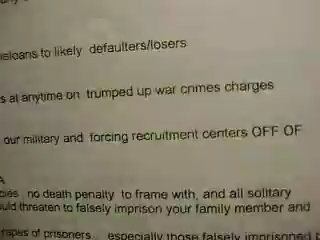 to likely defaulters/losers
s at anytime on trumped up war crimes charges
our military and forcing recruitment centers OFF OF
A
no death penalty to frame with, and all solitary
uld threaten to falsely imprison your family member and
rapes of prisoners... especially those falsely imprisoned